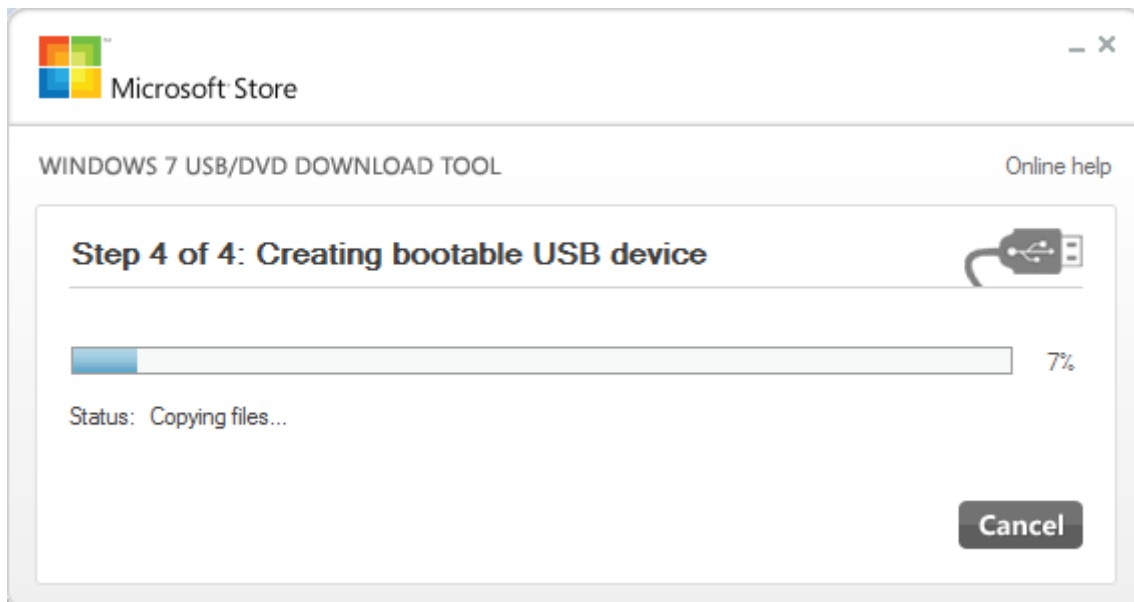 Microsoft Store
WINDOWS 7 USB/DVD DOWNLOAD TOOL Online help
Step 4 of 4: Creating bootable USB device
7%
Status: Copying files...
Cancel